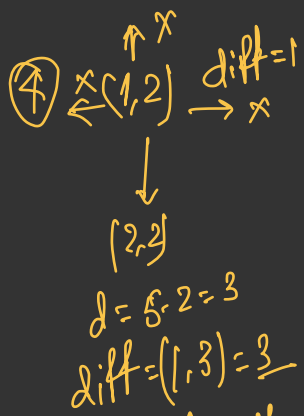 ↑ x
④ x ← (1,2) → x diff=1
↓
(2,2)
d = 5-2 = 3
diff=(1,3)=3